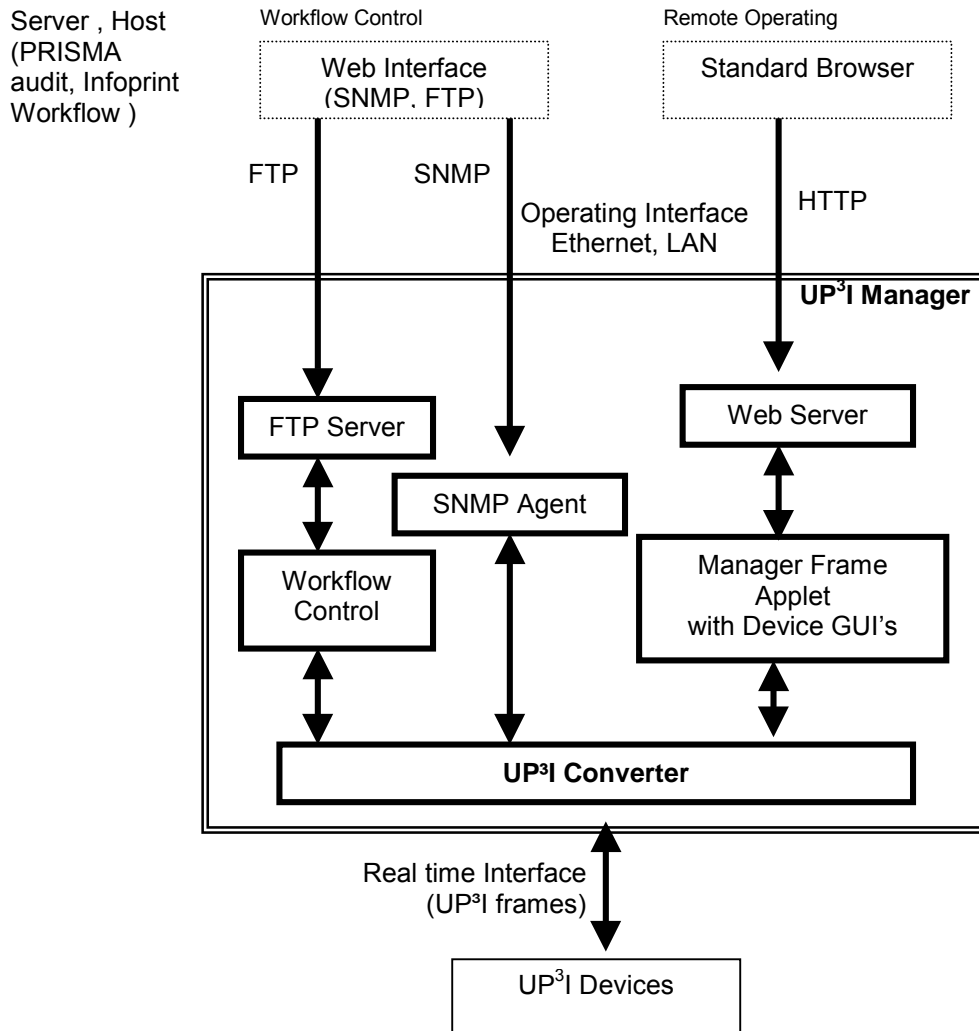 Server , Host
(PRISMA
audit, Infoprint
Workflow )
Workflow Control
Remote Operating
Web Interface
(SNMP, FTP)
Standard Browser
FTP
SNMP
HTTP
Operating Interface
Ethernet, LAN
UP³I Manager
FTP Server
Web Server
SNMP Agent
Workflow
Control
Manager Frame
Applet
with Device GUI's
UP³I Converter
Real time Interface
(UP³I frames)
UP³I Devices